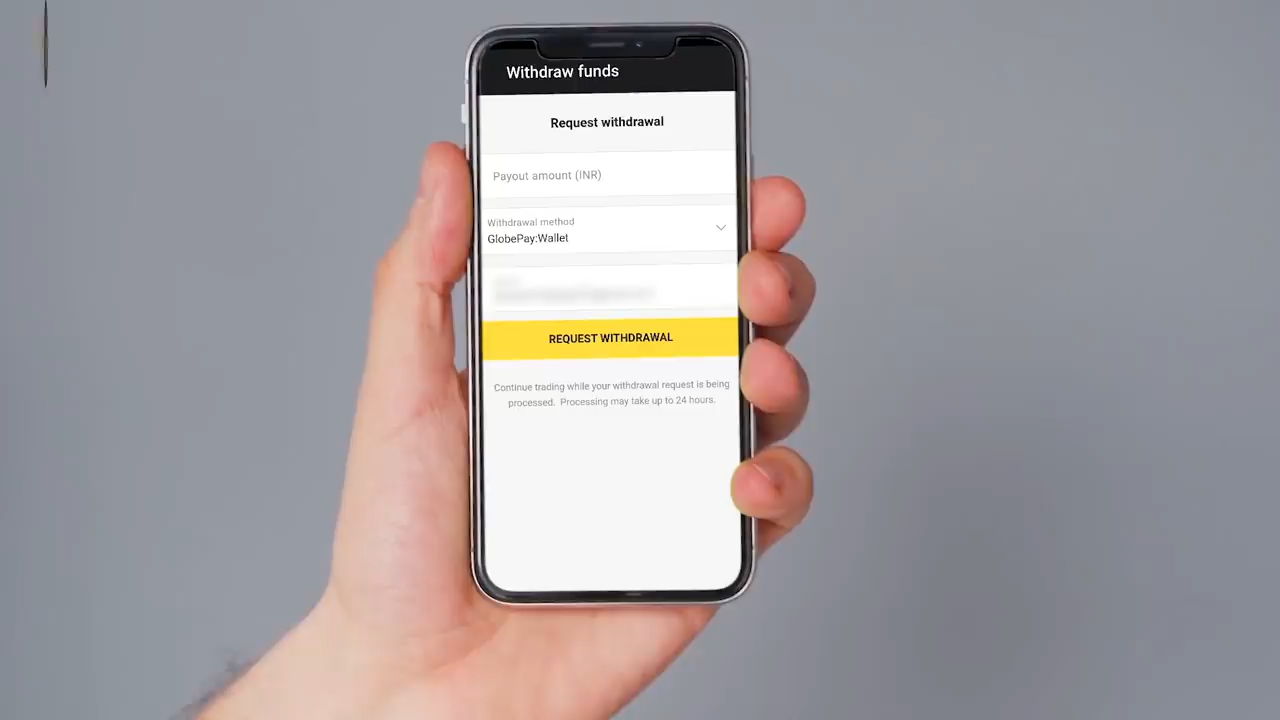 Withdraw funds
Request withdrawal
Payout amount (INR)
Withdrawal method
GlobePay:Wallet
REQUEST WITHDRAWAL
Continue trading while your withdrawal request is being
processed. Processing may take up to 24 hours.